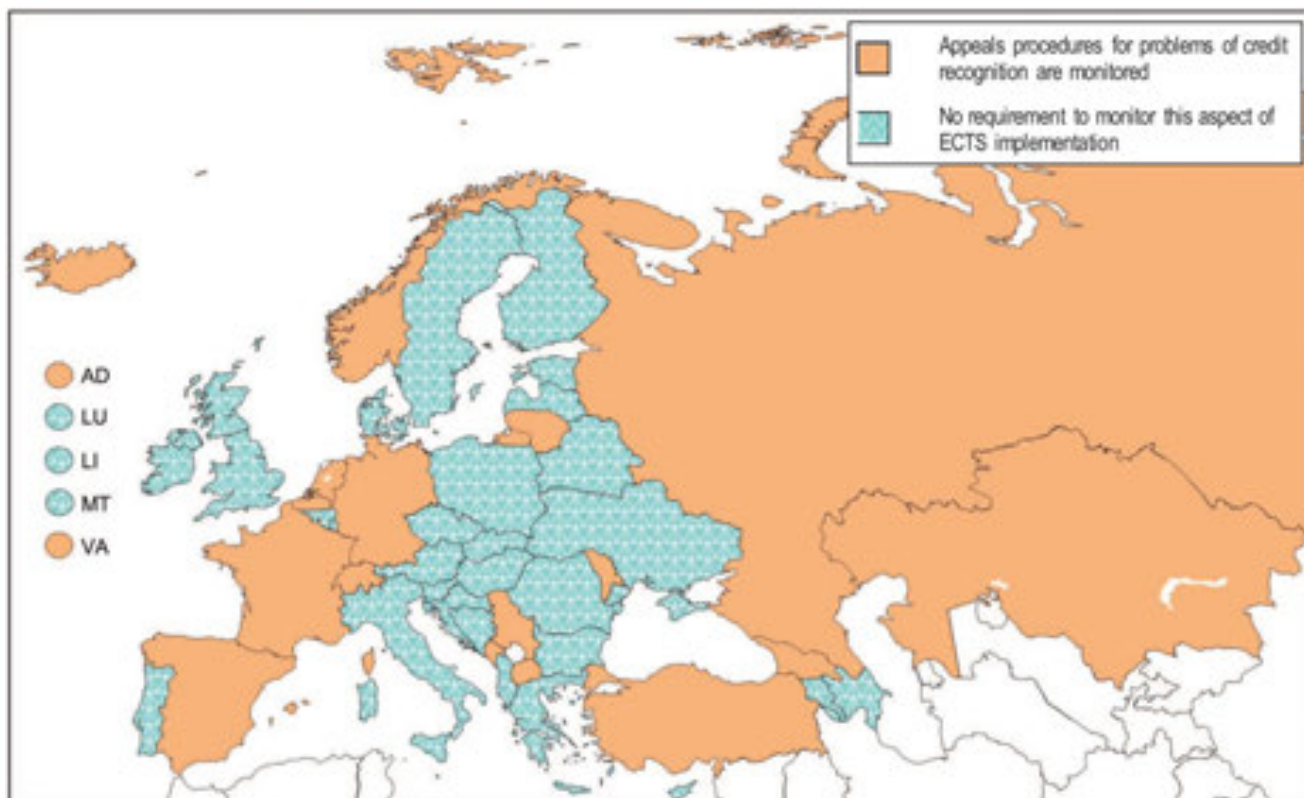 Appeals procedures for problems of credit
recognition are monitored
No requirement to monitor this aspect of
ECTS implementation
AD
LU
LI
MT
VA